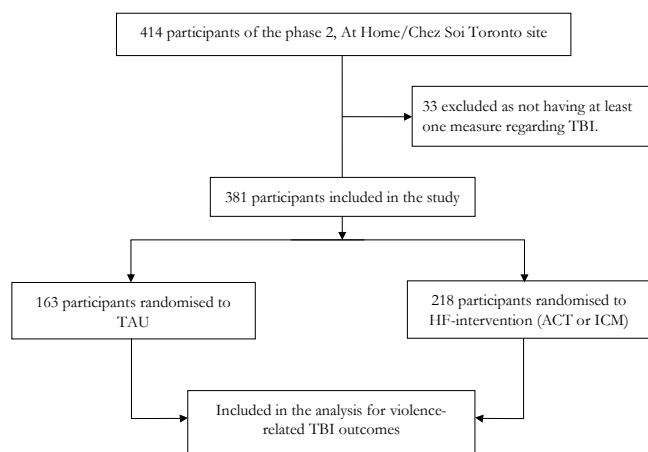 414 participants of the phase 2, At Home/Chez Soi Toronto site
33 excluded as not having at least
one measure regarding TBI.
381 participants included in the study
163 participants randomised to
TAU
218 participants randomised to
HF-intervention (ACT or ICM)
Included in the analysis for violence-
related TBI outcomes